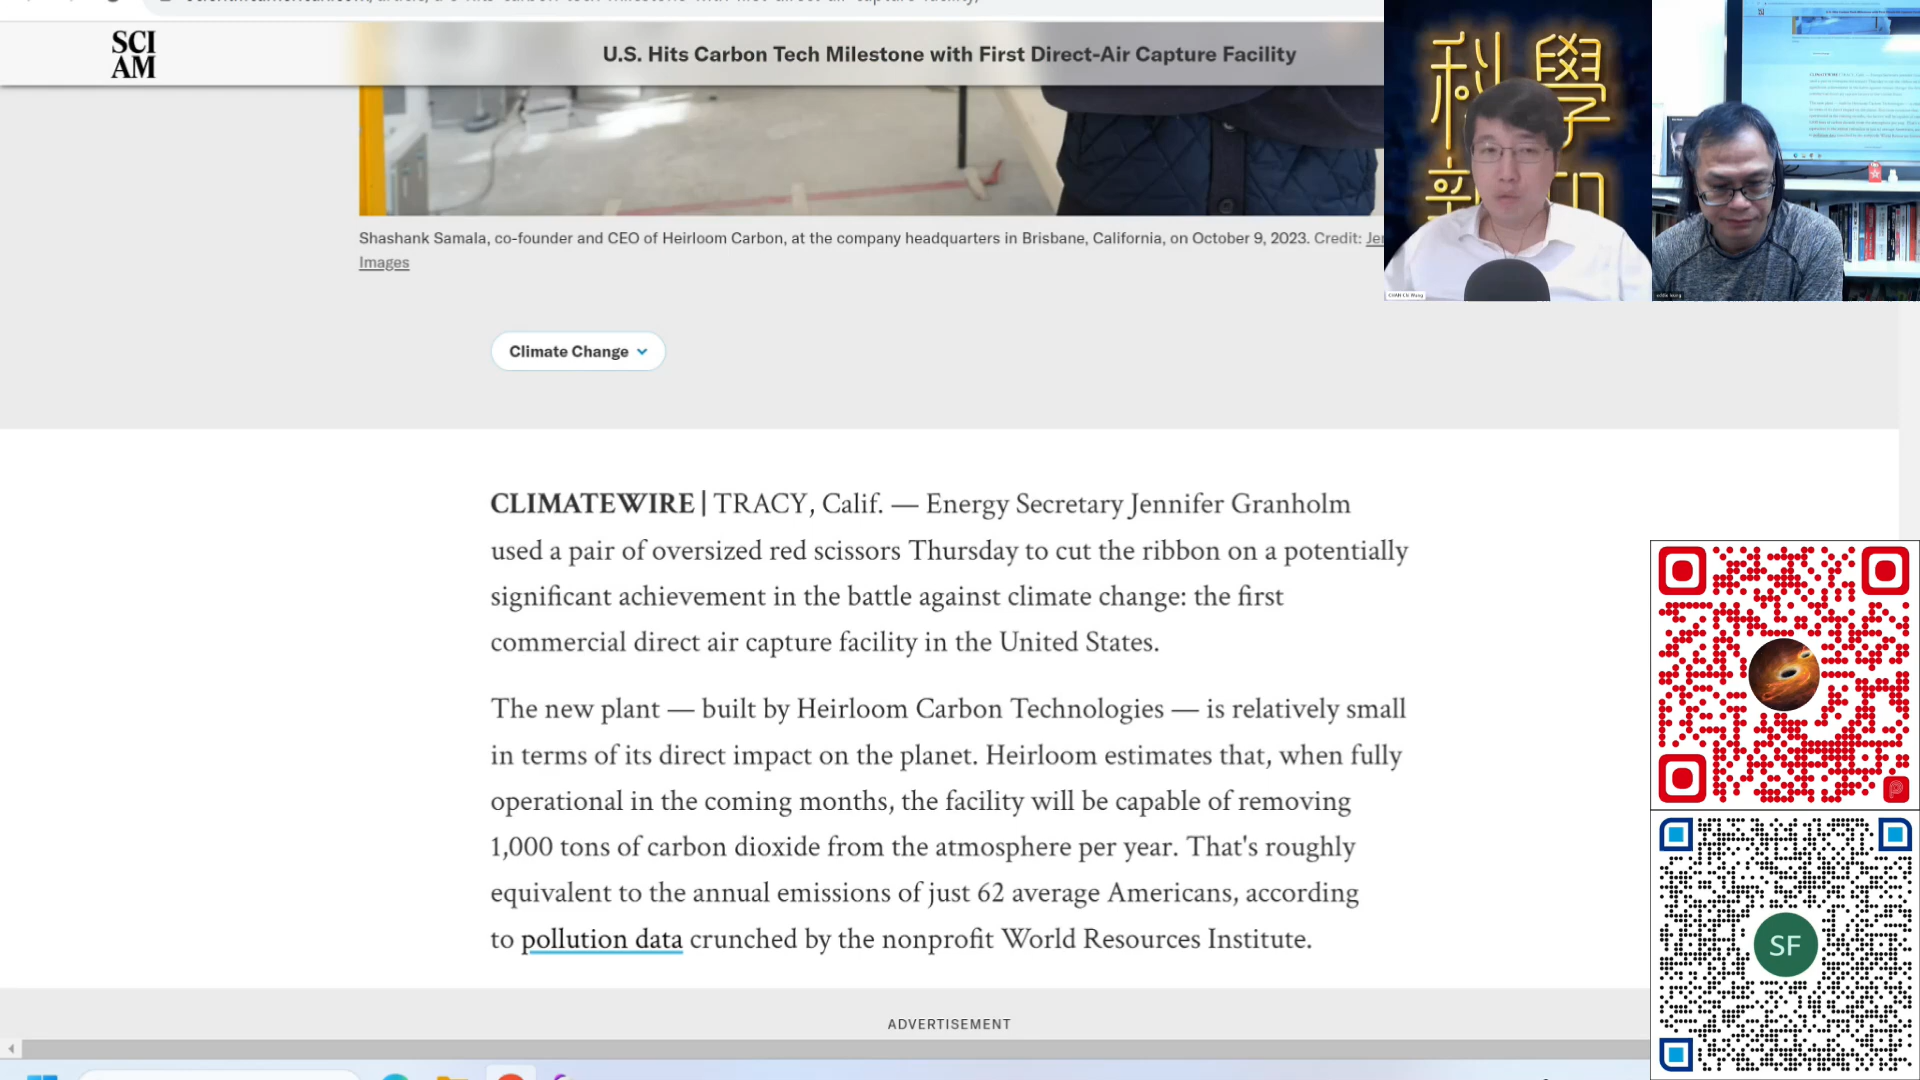 SCI
AM
U.S. Hits Carbon Tech Milestone with First Direct-Air Capture Facility
科學
新知
CHAN Chi Wang
eddie wong
Shashank Samala, co-founder and CEO of Heirloom Carbon, at the company headquarters in Brisbane, California, on October 9, 2023. Credit:
Images
Climate Change
CLIMATEWIRE | TRACY, Calif. — Energy Secretary Jennifer Granholm
used a pair of oversized red scissors Thursday to cut the ribbon on a potentially
significant achievement in the battle against climate change: the first
commercial direct air capture facility in the United States.
The new plant — built by Heirloom Carbon Technologies — is relatively small
in terms of its direct impact on the planet. Heirloom estimates that, when fully
operational in the coming months, the facility will be capable of removing
1,000 tons of carbon dioxide from the atmosphere per year. That's roughly
equivalent to the annual emissions of just 62 average Americans, according
to pollution data crunched by the nonprofit World Resources Institute.
SF
ADVERTISEMENT